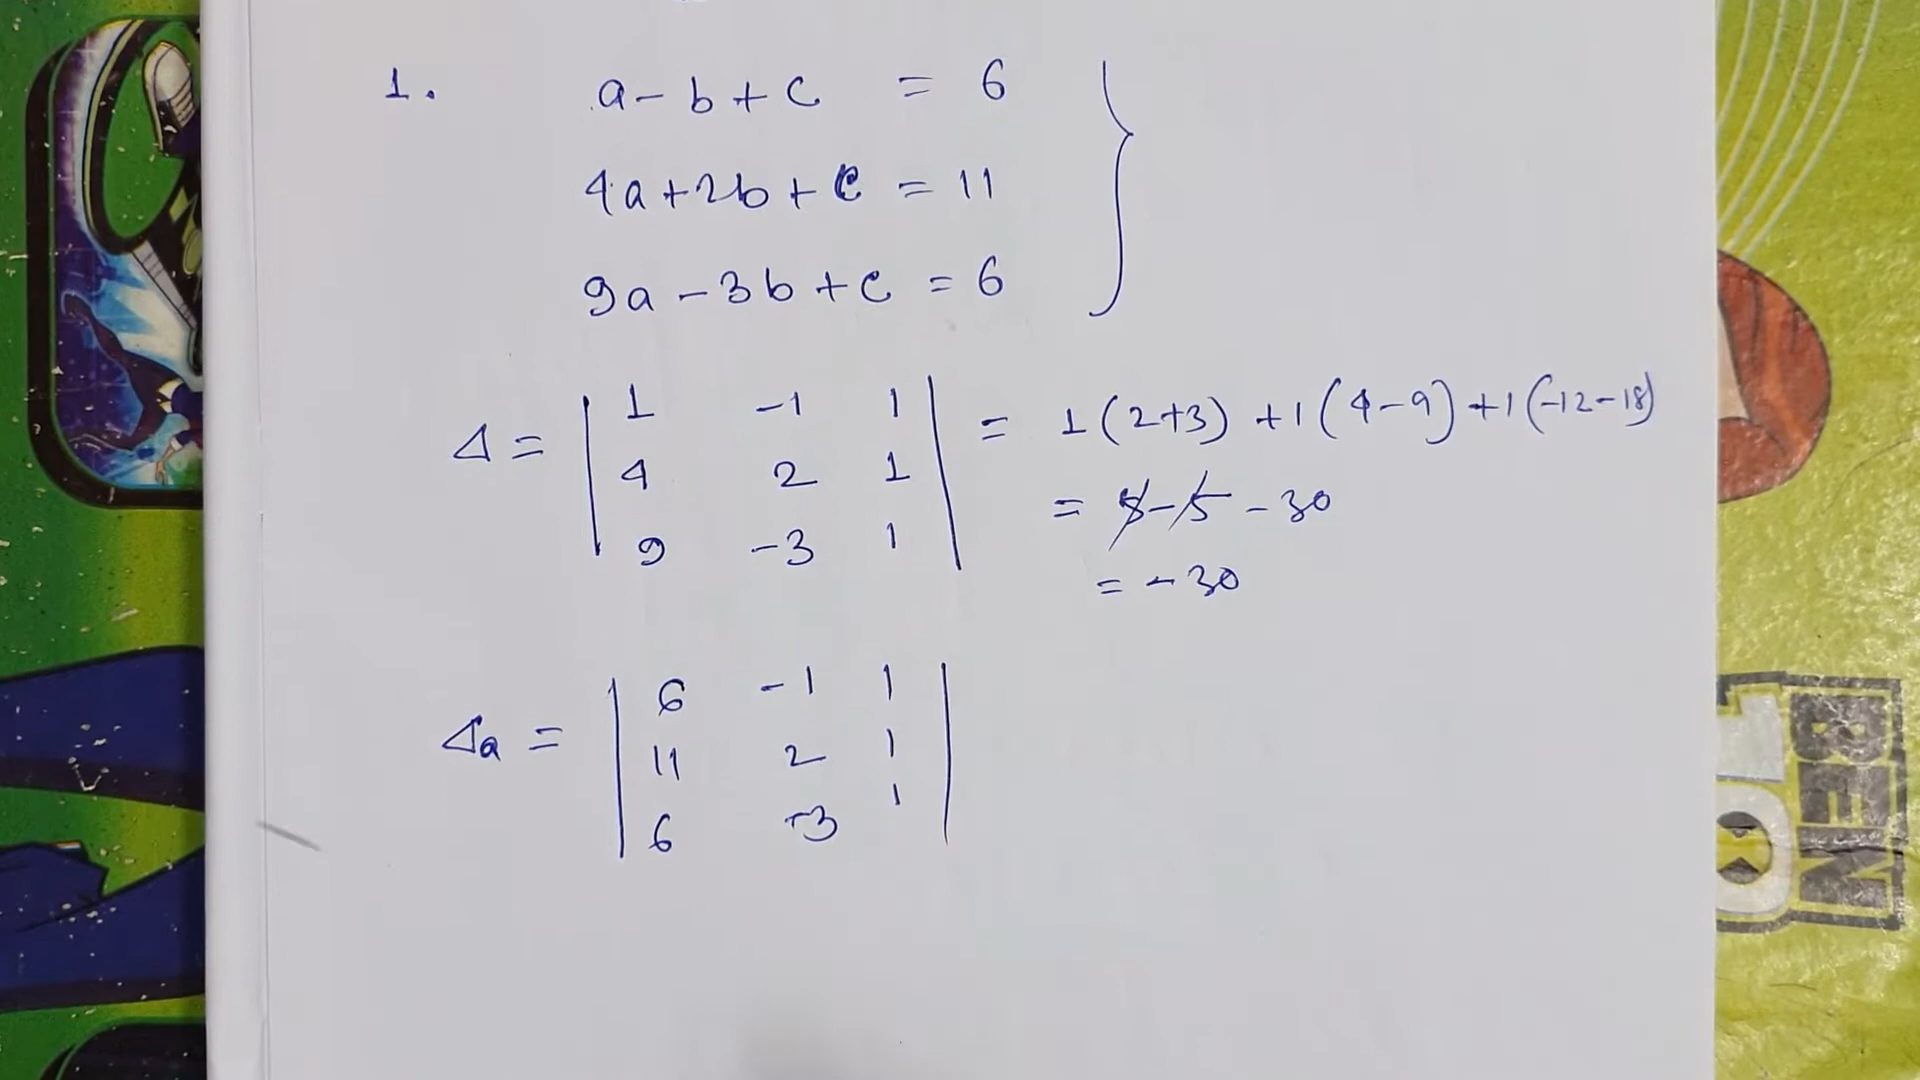 1. a - b + c = 6
4a + 2b + c = 11
9a - 3b + c = 6
Δ = | 1 -1 1 | = 1(2+3) +1(4-9) +1(-12-18)
| 4 2 1 | = 5 - 5 - 30
| 9 -3 1 | = -30
Δa = | 6 -1 1 |
| 11 2 1 |
| 6 -3 1 |
BEN
10